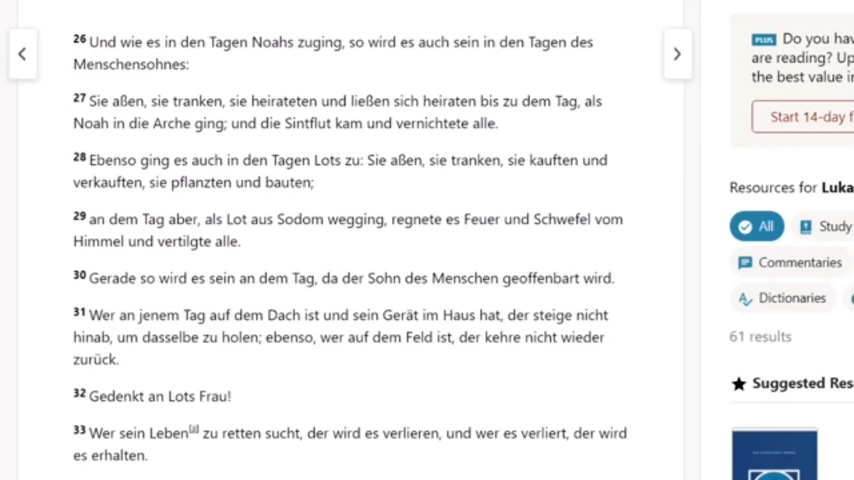 26 Und wie es in den Tagen Noahs zuging, so wird es auch sein in den Tagen des
Menschensohnes:
27 Sie aßen, sie tranken, sie heirateten und ließen sich heiraten bis zu dem Tag, als
Noah in die Arche ging; und die Sintflut kam und vernichtete alle.
28 Ebenso ging es auch in den Tagen Lots zu: Sie aßen, sie tranken, sie kauften und
verkauften, sie pflanzten und bauten;
29 an dem Tag aber, als Lot aus Sodom wegging, regnete es Feuer und Schwefel vom
Himmel und vertilgte alle.
30 Gerade so wird es sein an dem Tag, da der Sohn des Menschen geoffenbart wird.
31 Wer an jenem Tag auf dem Dach ist und sein Gerät im Haus hat, der steige nicht
hinab, um dasselbe zu holen; ebenso, wer auf dem Feld ist, der kehre nicht wieder
zurück.
32 Gedenkt an Lots Frau!
33 Wer sein Leben[a] zu retten sucht, der wird es verlieren, und wer es verliert, der wird
es erhalten.
PLUS Do you hav
are reading? Up
the best value i
Start 14-day f
Resources for Luka
All
Study
Commentaries
Dictionaries
61 results
Suggested Res